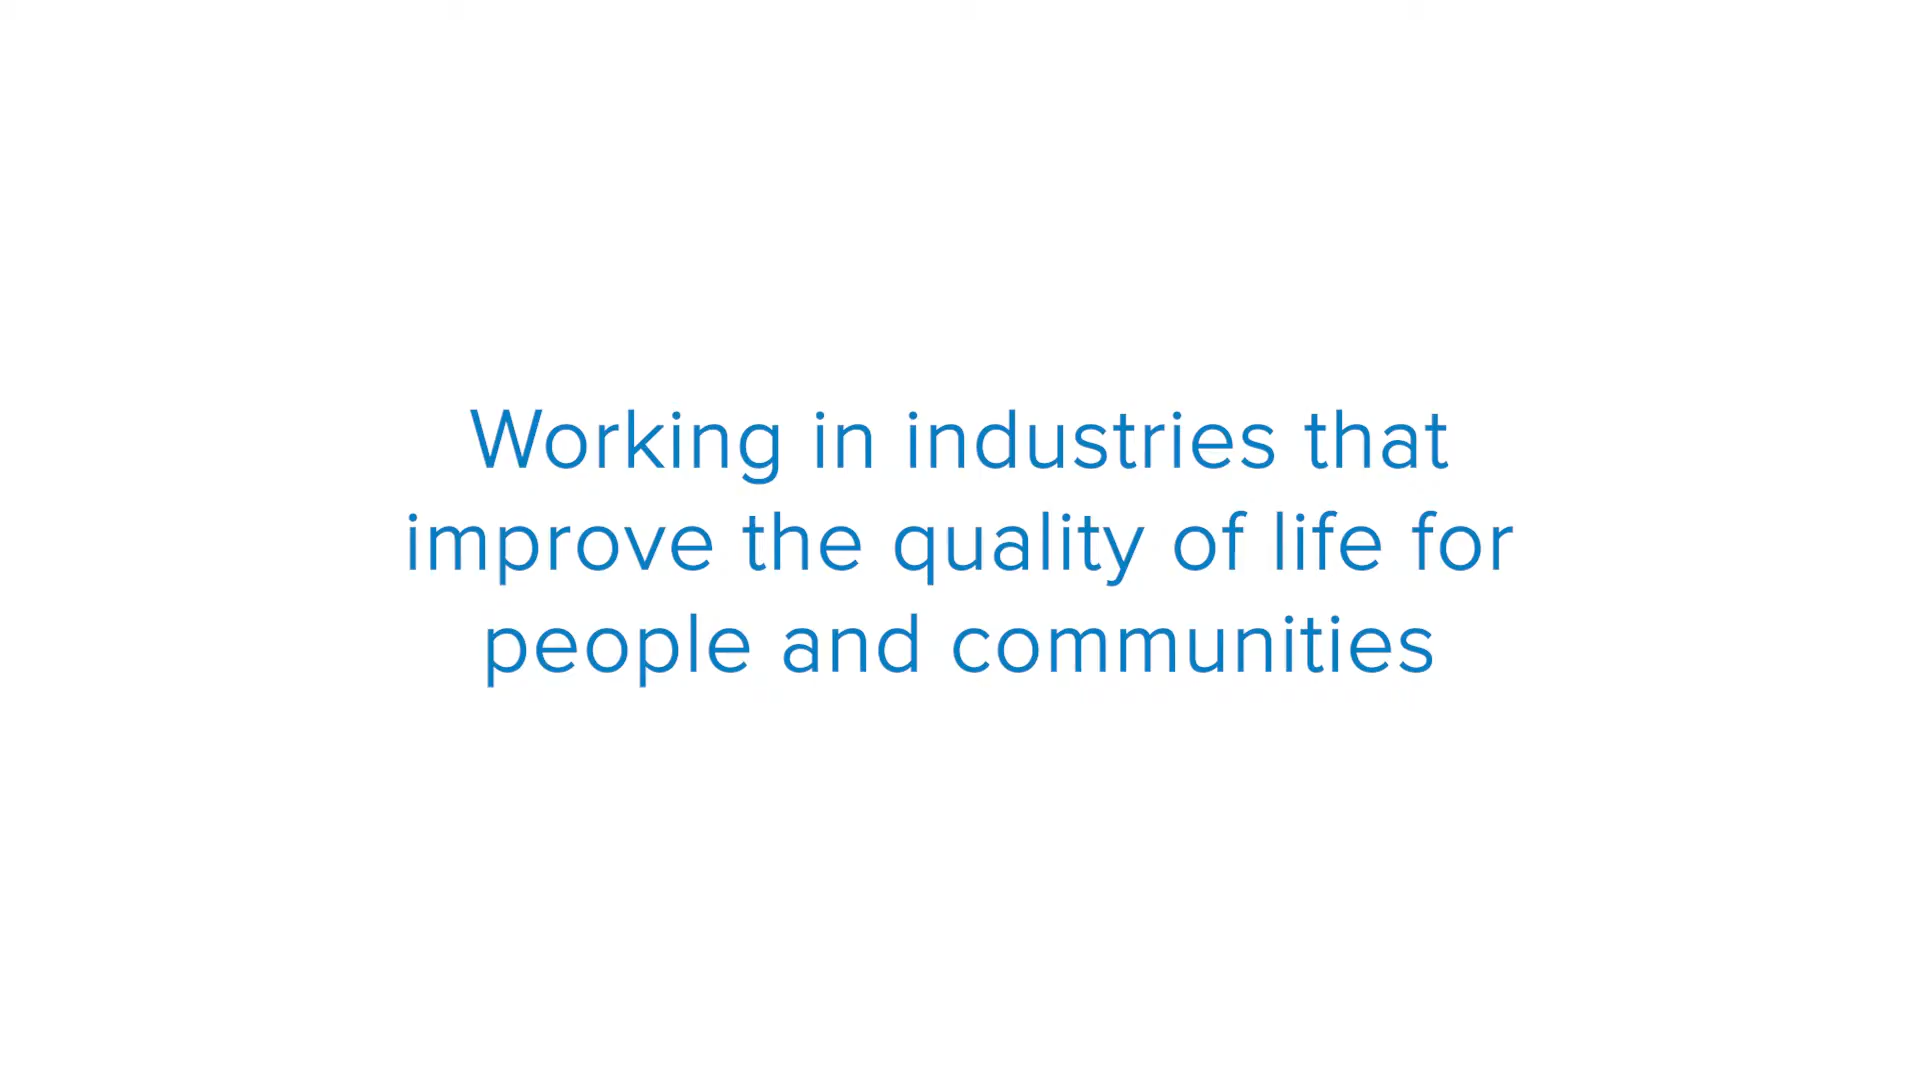 Working in industries that
improve the quality of life for
people and communities